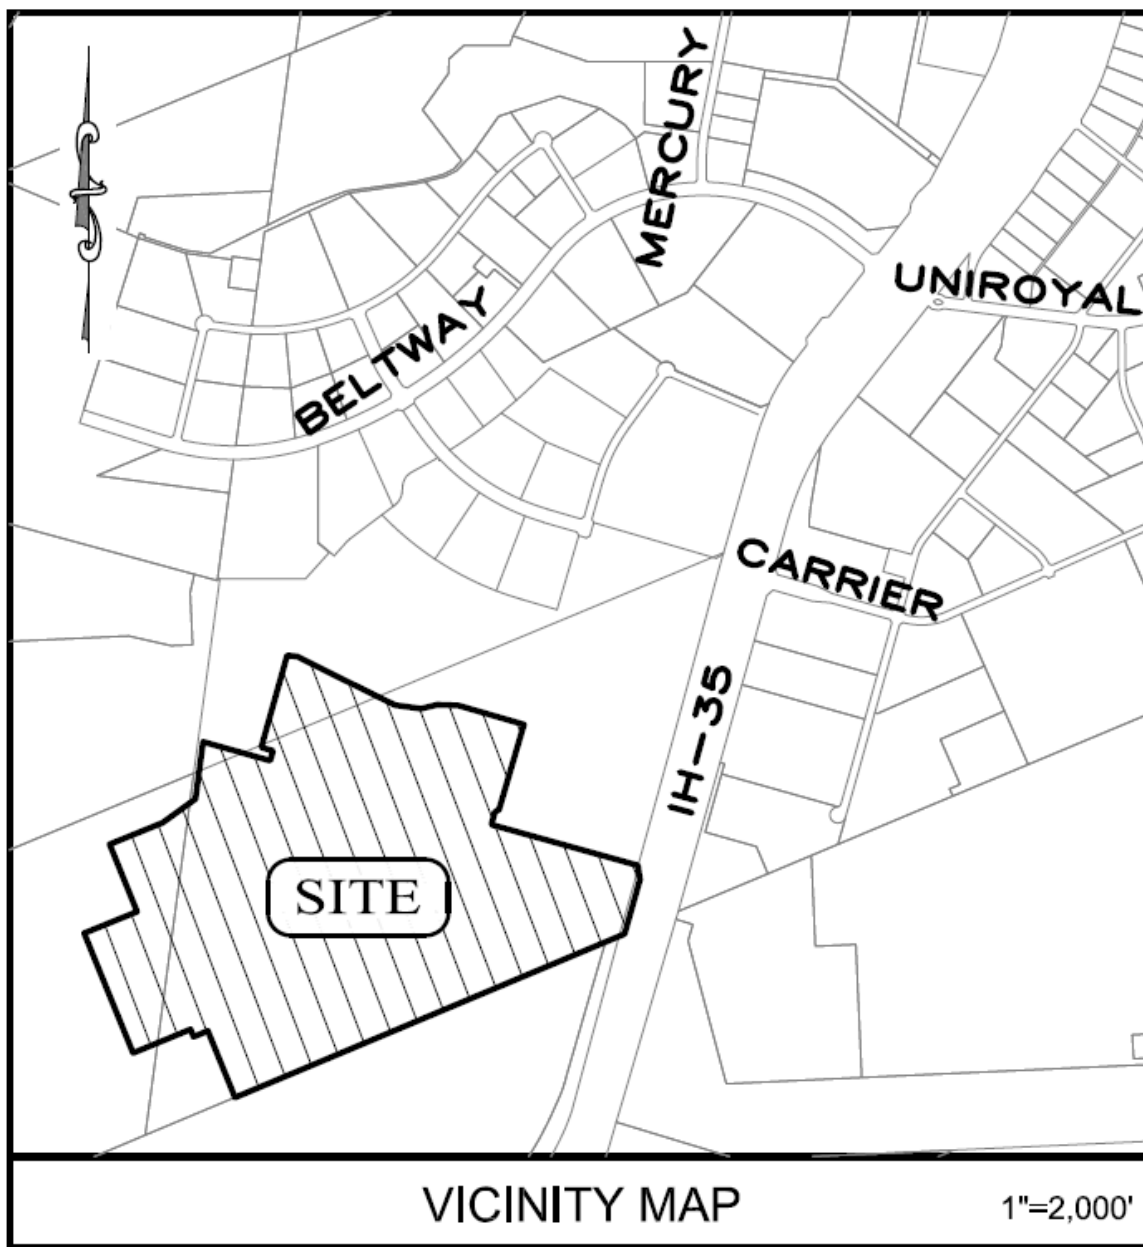 MERCURY
UNIROYAL
BELTWAY
CARRIER
IH-35
SITE
VICINITY MAP
1"=2,000'